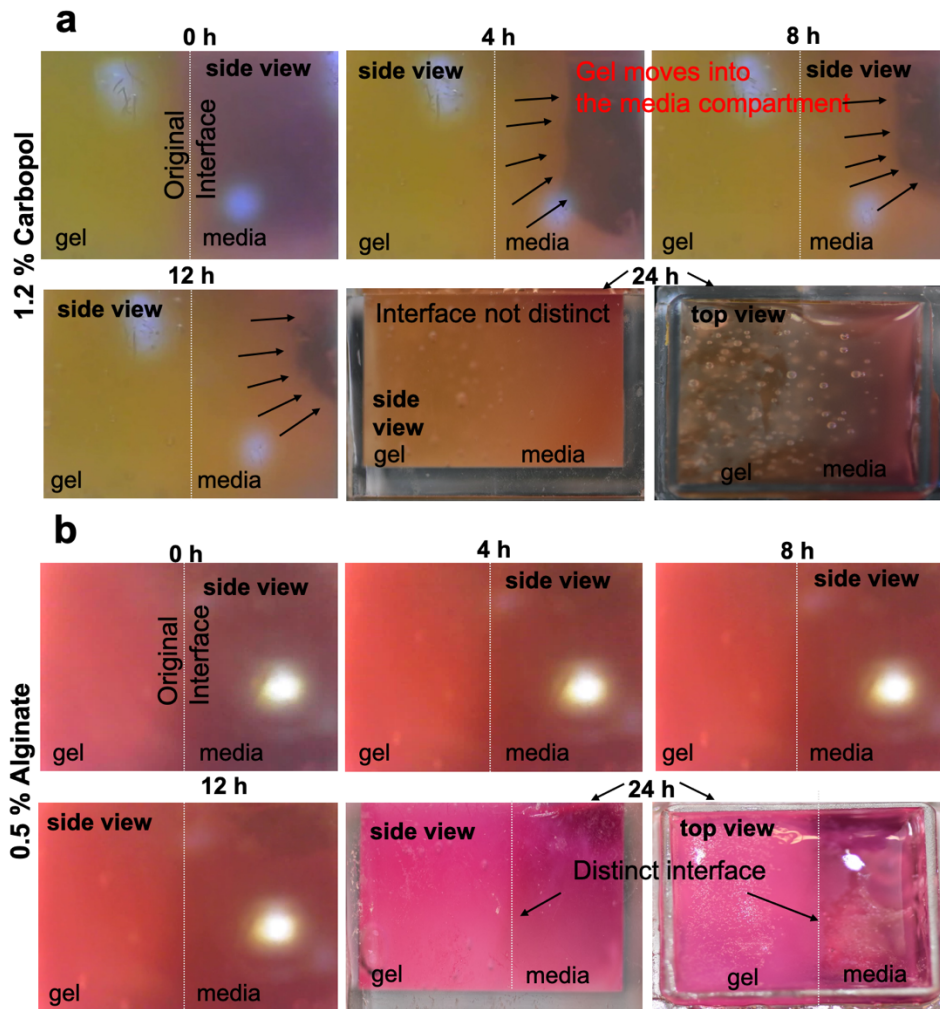 a
1.2 % Carbopol
0 h
side view
Original
Interface
gel
media
4 h
side view
Gel moves into
the media compartment
media
8 h
side view
gel
media
12 h
side view
gel
media
24 h
Interface not distinct
side
view
gel
media
top view
gel
media
b
0.5 % Alginate
0 h
side view
Original
Interface
gel
media
4 h
side view
gel
media
8 h
side view
gel
media
12 h
side view
gel
media
24 h
side view
Distinct interface
gel
media
top view
gel
media